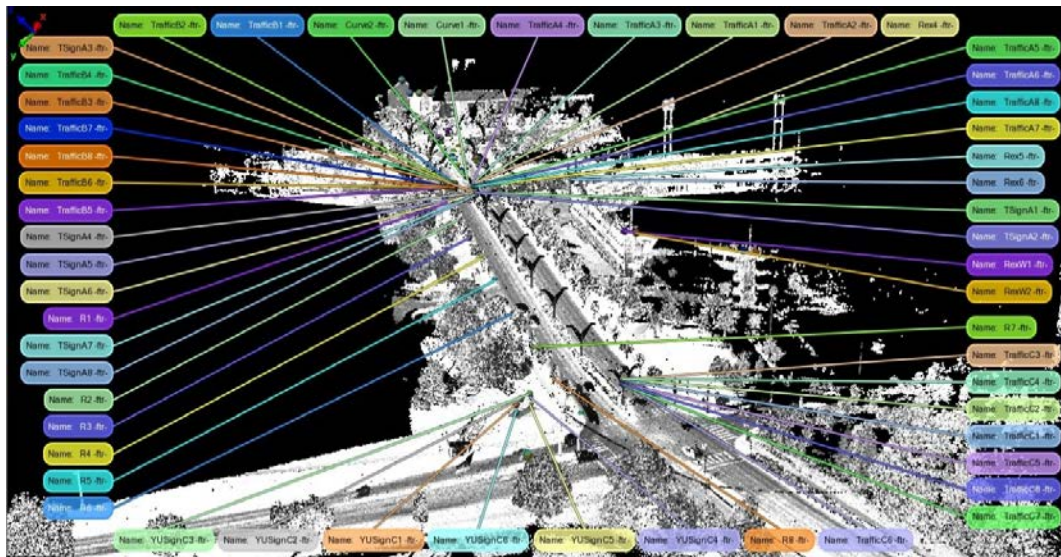 Name: TrafficB2 -ftr-
Name: TrafficB1 -ftr-
Name: Curve2 -ftr-
Name: Curve1 -ftr-
Name: TrafficA4 -ftr-
Name: TrafficA3 -ftr-
Name: TrafficA1 -ftr-
Name: TrafficA2 -ftr-
Name: Rex4 -ftr-
Name: TSignA3 -ftr-
Name: TrafficB4 -ftr-
Name: TrafficB3 -ftr-
Name: TrafficB7 -ftr-
Name: TrafficB8 -ftr-
Name: TrafficB6 -ftr-
Name: TrafficB5 -ftr-
Name: TSignA4 -ftr-
Name: TSignA5 -ftr-
Name: TSignA6 -ftr-
Name: R1 -ftr-
Name: TSignA7 -ftr-
Name: TSignA8 -ftr-
Name: R2 -ftr-
Name: R3 -ftr-
Name: R4 -ftr-
Name: R5 -ftr-
Name: R6 -ftr-
Name: TrafficA5 -ftr-
Name: TrafficA6 -ftr-
Name: TrafficA8 -ftr-
Name: TrafficA7 -ftr-
Name: Rex5 -ftr-
Name: Rex6 -ftr-
Name: TSignA1 -ftr-
Name: TSignA2 -ftr-
Name: RexW1 -ftr-
Name: RexW2 -ftr-
Name: R7 -ftr-
Name: TrafficC3 -ftr-
Name: TrafficC4 -ftr-
Name: TrafficC2 -ftr-
Name: TrafficC1 -ftr-
Name: TrafficC5 -ftr-
Name: TrafficC8 -ftr-
Name: TrafficC7 -ftr-
Name: YUSignC3 -ftr-
Name: YUSignC2 -ftr-
Name: YUSignC1 -ftr-
Name: YUSignC6 -ftr-
Name: YUSignC5 -ftr-
Name: YUSignC4 -ftr-
Name: R8 -ftr-
Name: TrafficC6 -ftr-
x
y